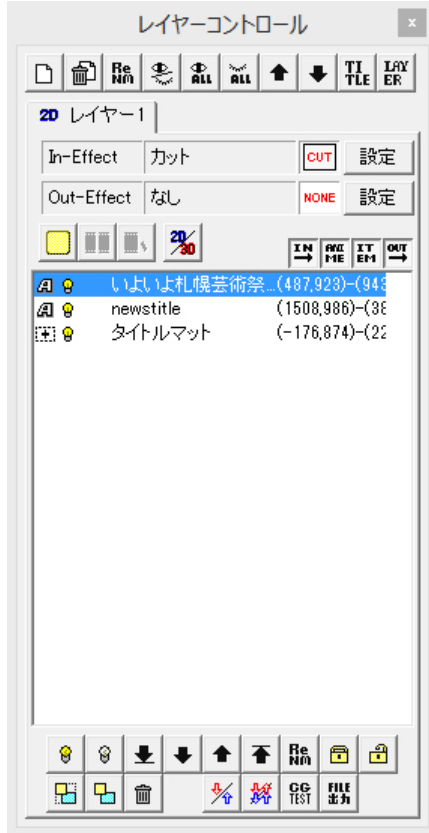 レイヤーコントロール x
Re NM ALL ALL TI TLE LAY ER
2D レイヤー1
In-Effect カット CUT 設定
Out-Effect なし NONE 設定
2D/3D IN ANI ME IT EM OUT
A いよいよ札幌芸術祭...(487,923)-(943
A newstitle (1508,986)-(38
タイトルマット (-176,874)-(22
Re NM
CG TEST FILE 出力